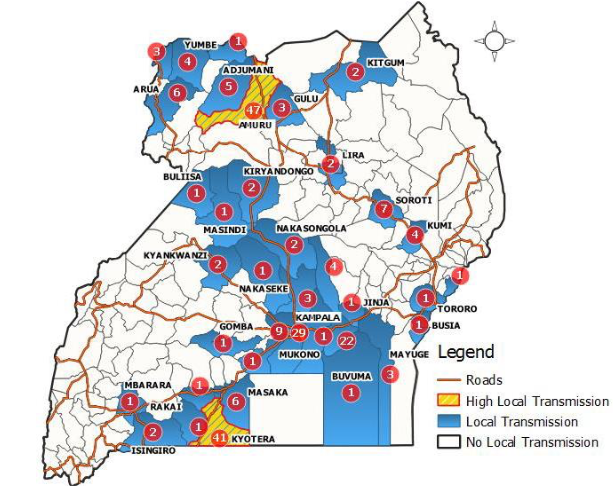 YUMBE
1
3
4
KITGUM
ADJUMANI
2
ARUA
5
6
GULU
47
3
AMURU
LIRA
2
BULIISA
KIRYANDONGO
2
1
SOROTI
1
7
MASINDI
NAKASONGOLA
KUMI
4
2
KYANKWANZI
2
1
4
1
NAKASEKE
3
1
JINJA
1
TORORO
KAMPALA
GOMBA
9
29
1
22
1
BUSIA
1
MUKONO
1
MAYUGE
BUVUMA
3
1
MBARARA
1
MASAKA
1
RAKAI
6
2
1
41
KYOTERA
ISINGIRO
Legend
Roads
High Local Transmission
Local Transmission
No Local Transmission